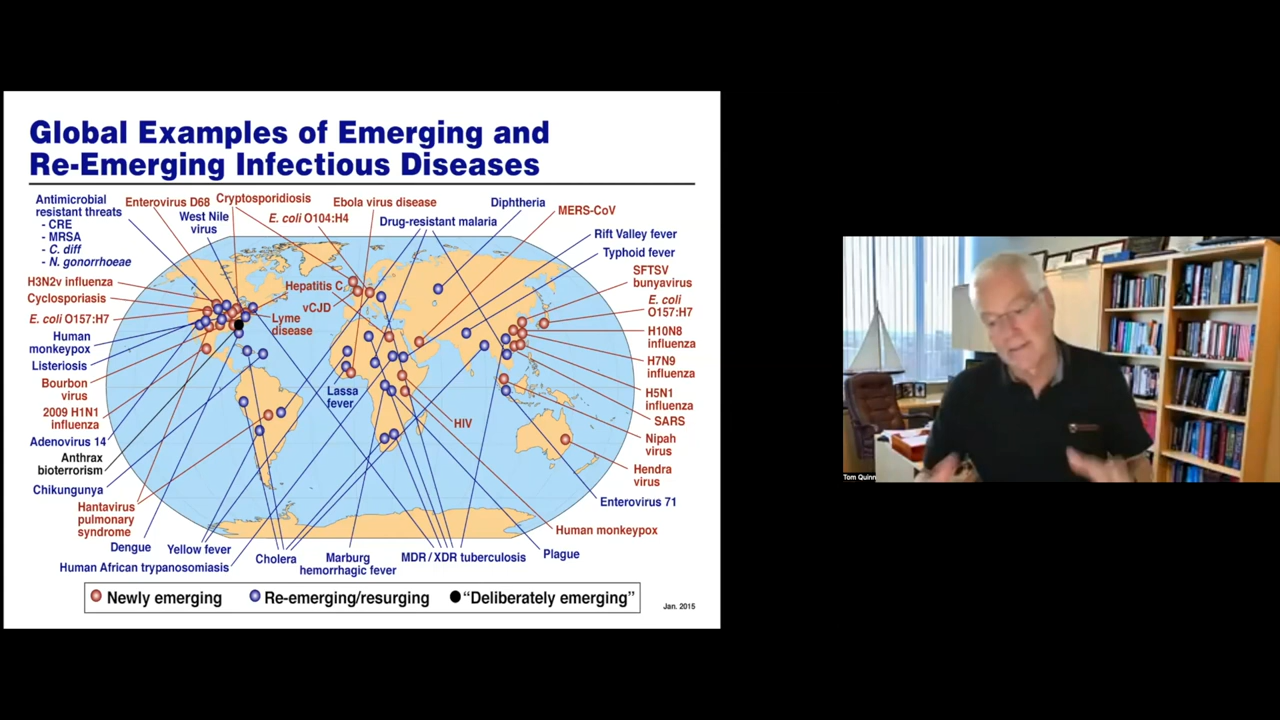 Global Examples of Emerging and
Re-Emerging Infectious Diseases
Antimicrobial
resistant threats
- CRE
- MRSA
- C. diff
- N. gonorrhoeae
Enterovirus D68
Cryptosporidiosis
West Nile
virus
E. coli O104:H4
Ebola virus disease
Drug-resistant malaria
Diphtheria
MERS-CoV
Rift Valley fever
Typhoid fever
SFTSV
bunyavirus
E. coli
O157:H7
H10N8
influenza
H7N9
influenza
H5N1
influenza
SARS
Nipah
virus
Hendra
virus
Enterovirus 71
Human monkeypox
Plague
H3N2v influenza
Cyclosporiasis
E. coli O157:H7
Human
monkeypox
Listeriosis
Bourbon
virus
2009 H1N1
influenza
Adenovirus 14
Anthrax
bioterrorism
Chikungunya
Hantavirus
pulmonary
syndrome
Dengue
Yellow fever
Human African trypanosomiasis
Cholera
Marburg
hemorrhagic fever
MDR / XDR tuberculosis
Hepatitis C
vCJD
Lyme
disease
Lassa
fever
HIV
Newly emerging
Re-emerging/resurging
“Deliberately emerging”
Jan. 2015
Tom Quinn